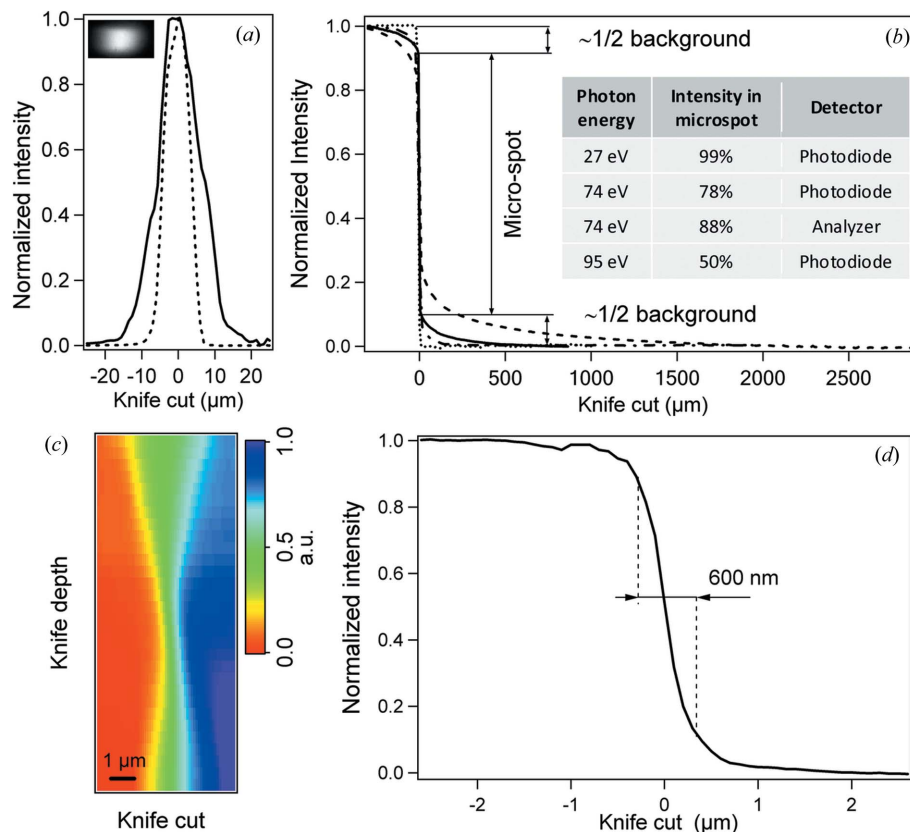 (a)
Normalized intensity
1.0
0.8
0.6
0.4
0.2
0.0
-20 -10 0 10 20
Knife cut (µm)
(b)
Normalized Intensity
1.0
0.8
0.6
0.4
0.2
0.0
~1/2 background
Micro-spot
Photon energy Intensity in microspot Detector
27 eV 99% Photodiode
74 eV 78% Photodiode
74 eV 88% Analyzer
95 eV 50% Photodiode
~1/2 background
0 500 1000 1500 2000 2500
Knife cut (µm)
(c)
Knife depth
1 µm
Knife cut
1.0
0.5
0.0
a.u.
(d)
Normalized intensity
1.0
0.8
0.6
0.4
0.2
0.0
600 nm
-2 -1 0 1 2
Knife cut (µm)